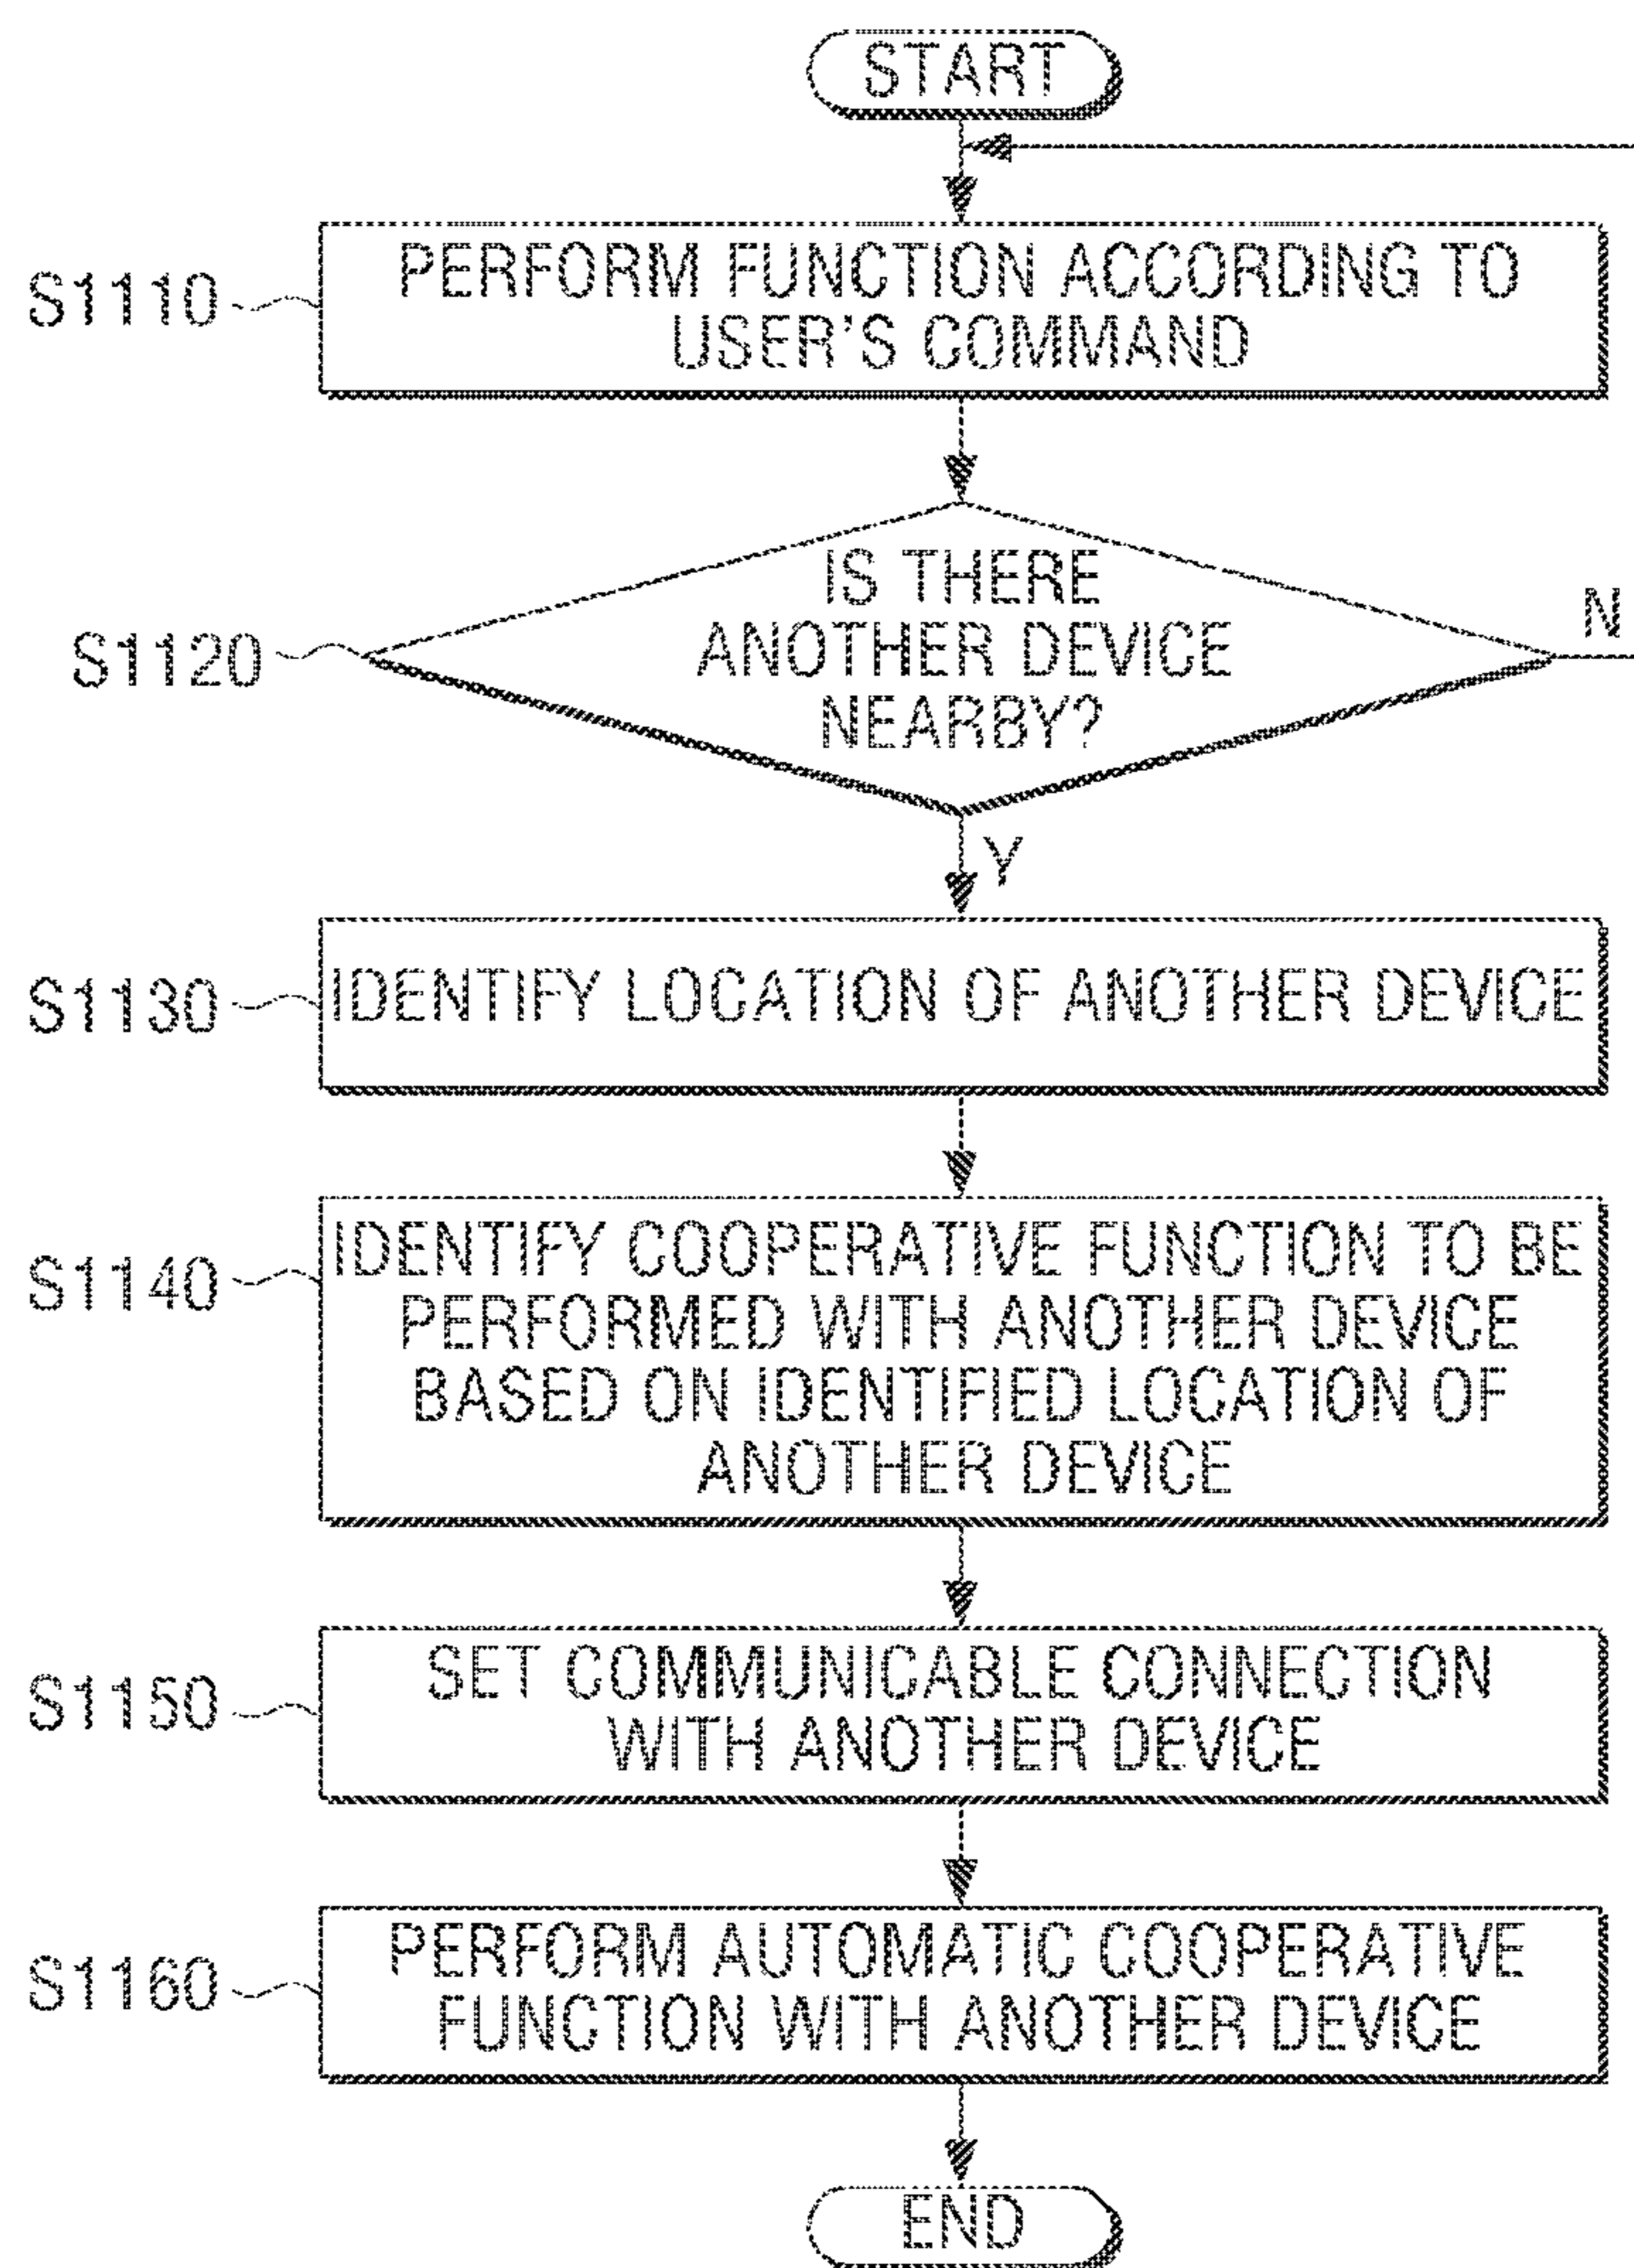 START
S1110
PERFORM FUNCTION ACCORDING TO
USER'S COMMAND
S1120
IS THERE
ANOTHER DEVICE
NEARBY?
N
Y
S1130
IDENTIFY LOCATION OF ANOTHER DEVICE
S1140
IDENTIFY COOPERATIVE FUNCTION TO BE
PERFORMED WITH ANOTHER DEVICE
BASED ON IDENTIFIED LOCATION OF
ANOTHER DEVICE
S1150
SET COMMUNICABLE CONNECTION
WITH ANOTHER DEVICE
S1160
PERFORM AUTOMATIC COOPERATIVE
FUNCTION WITH ANOTHER DEVICE
END